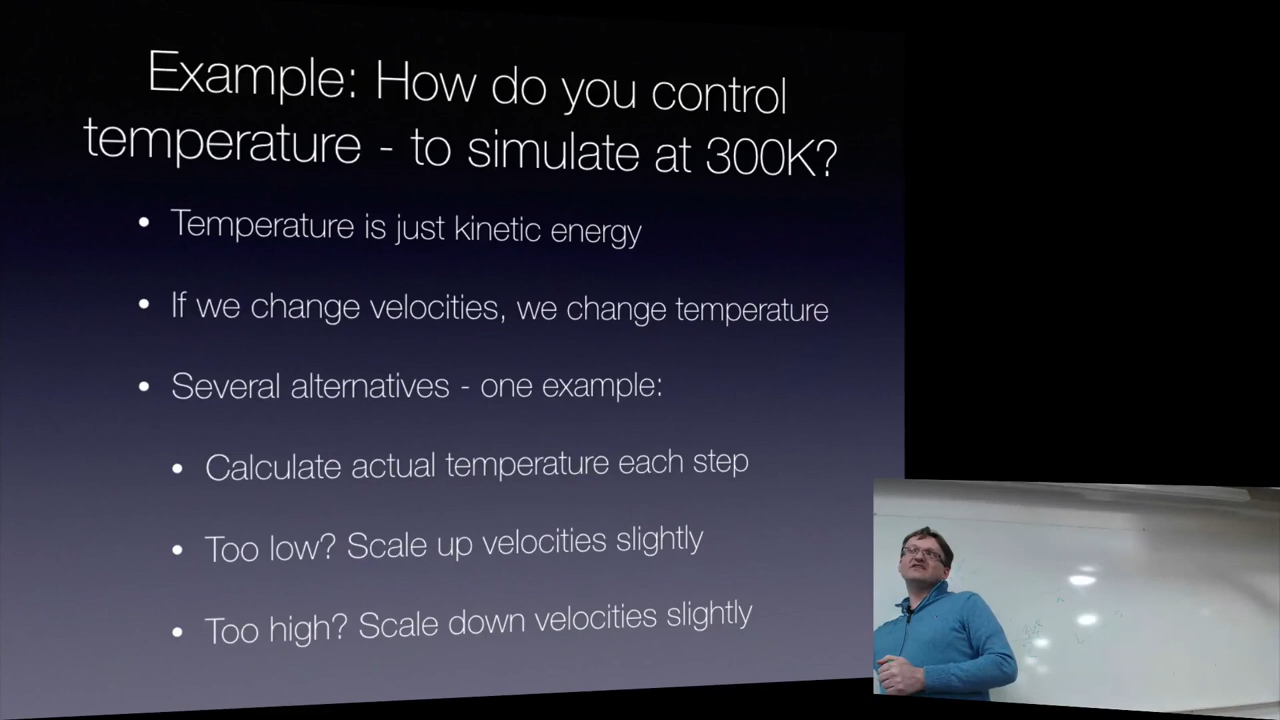 Example: How do you control
temperature - to simulate at 300K?
• Temperature is just kinetic energy
• If we change velocities, we change temperature
• Several alternatives - one example:
• Calculate actual temperature each step
• Too low? Scale up velocities slightly
• Too high? Scale down velocities slightly